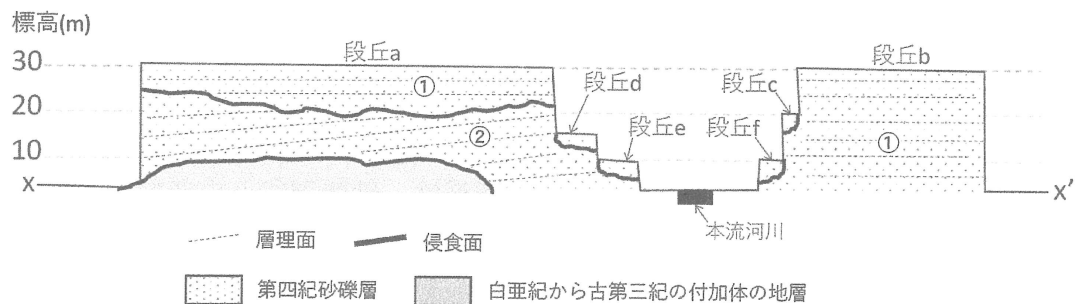 標高(m)
30 段丘a 段丘b
① 段丘d 段丘c
20
② 段丘e 段丘f ①
10
X X'
本流河川
層理面 侵食面
第四紀砂礫層 白亜紀から古第三紀の付加体の地層